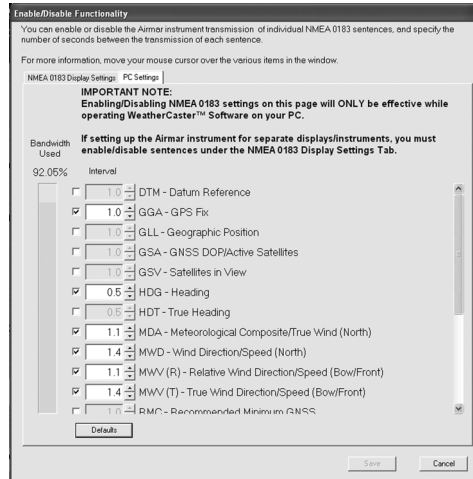 Enable/Disable Functionality
You can enable or disable the Airmar instrument transmission of individual NMEA 0183 sentences, and specify the
number of seconds between the transmission of each sentence.
For more information, move your mouse cursor over the various items in the window.
NMEA 0183 Display Settings PC Settings
IMPORTANT NOTE:
Enabling/Disabling NMEA 0183 settings on this page will ONLY be effective while
operating WeatherCaster™ Software on your PC.
If setting up the Airmar instrument for separate displays/instruments, you must
enable/disable sentences under the NMEA 0183 Display Settings Tab.
Bandwidth
Used
92.05% Interval
1.0 DTM - Datum Reference
1.0 GGA - GPS Fix
1.0 GLL - Geographic Position
1.0 GSA - GNSS DOP/Active Satellites
1.0 GSV - Satellites in View
0.5 HDG - Heading
0.5 HDT - True Heading
1.1 MDA - Meteorological Composite/True Wind (North)
1.4 MWD - Wind Direction/Speed (North)
1.1 MWV (R) - Relative Wind Direction/Speed (Bow/Front)
1.4 MWV (T) - True Wind Direction/Speed (Bow/Front)
1.0 RMC - Recommended Minimum GNSS
Defaults
Save Cancel